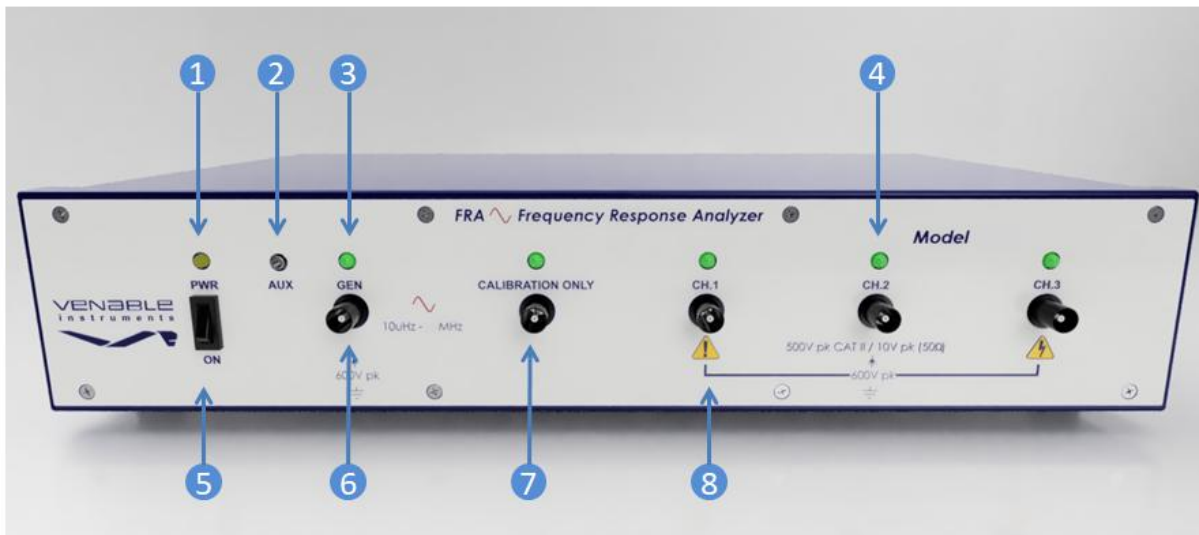 1 2 3 4
FRA Frequency Response Analyzer
Model
PWR AUX GEN CALIBRATION ONLY CH.1 CH.2 CH.3
VENABLE
instruments
10uHz - MHz
ON
500V pk CAT II / 10V pk (50Ω)
600V pk
600V pk
5 6 7 8